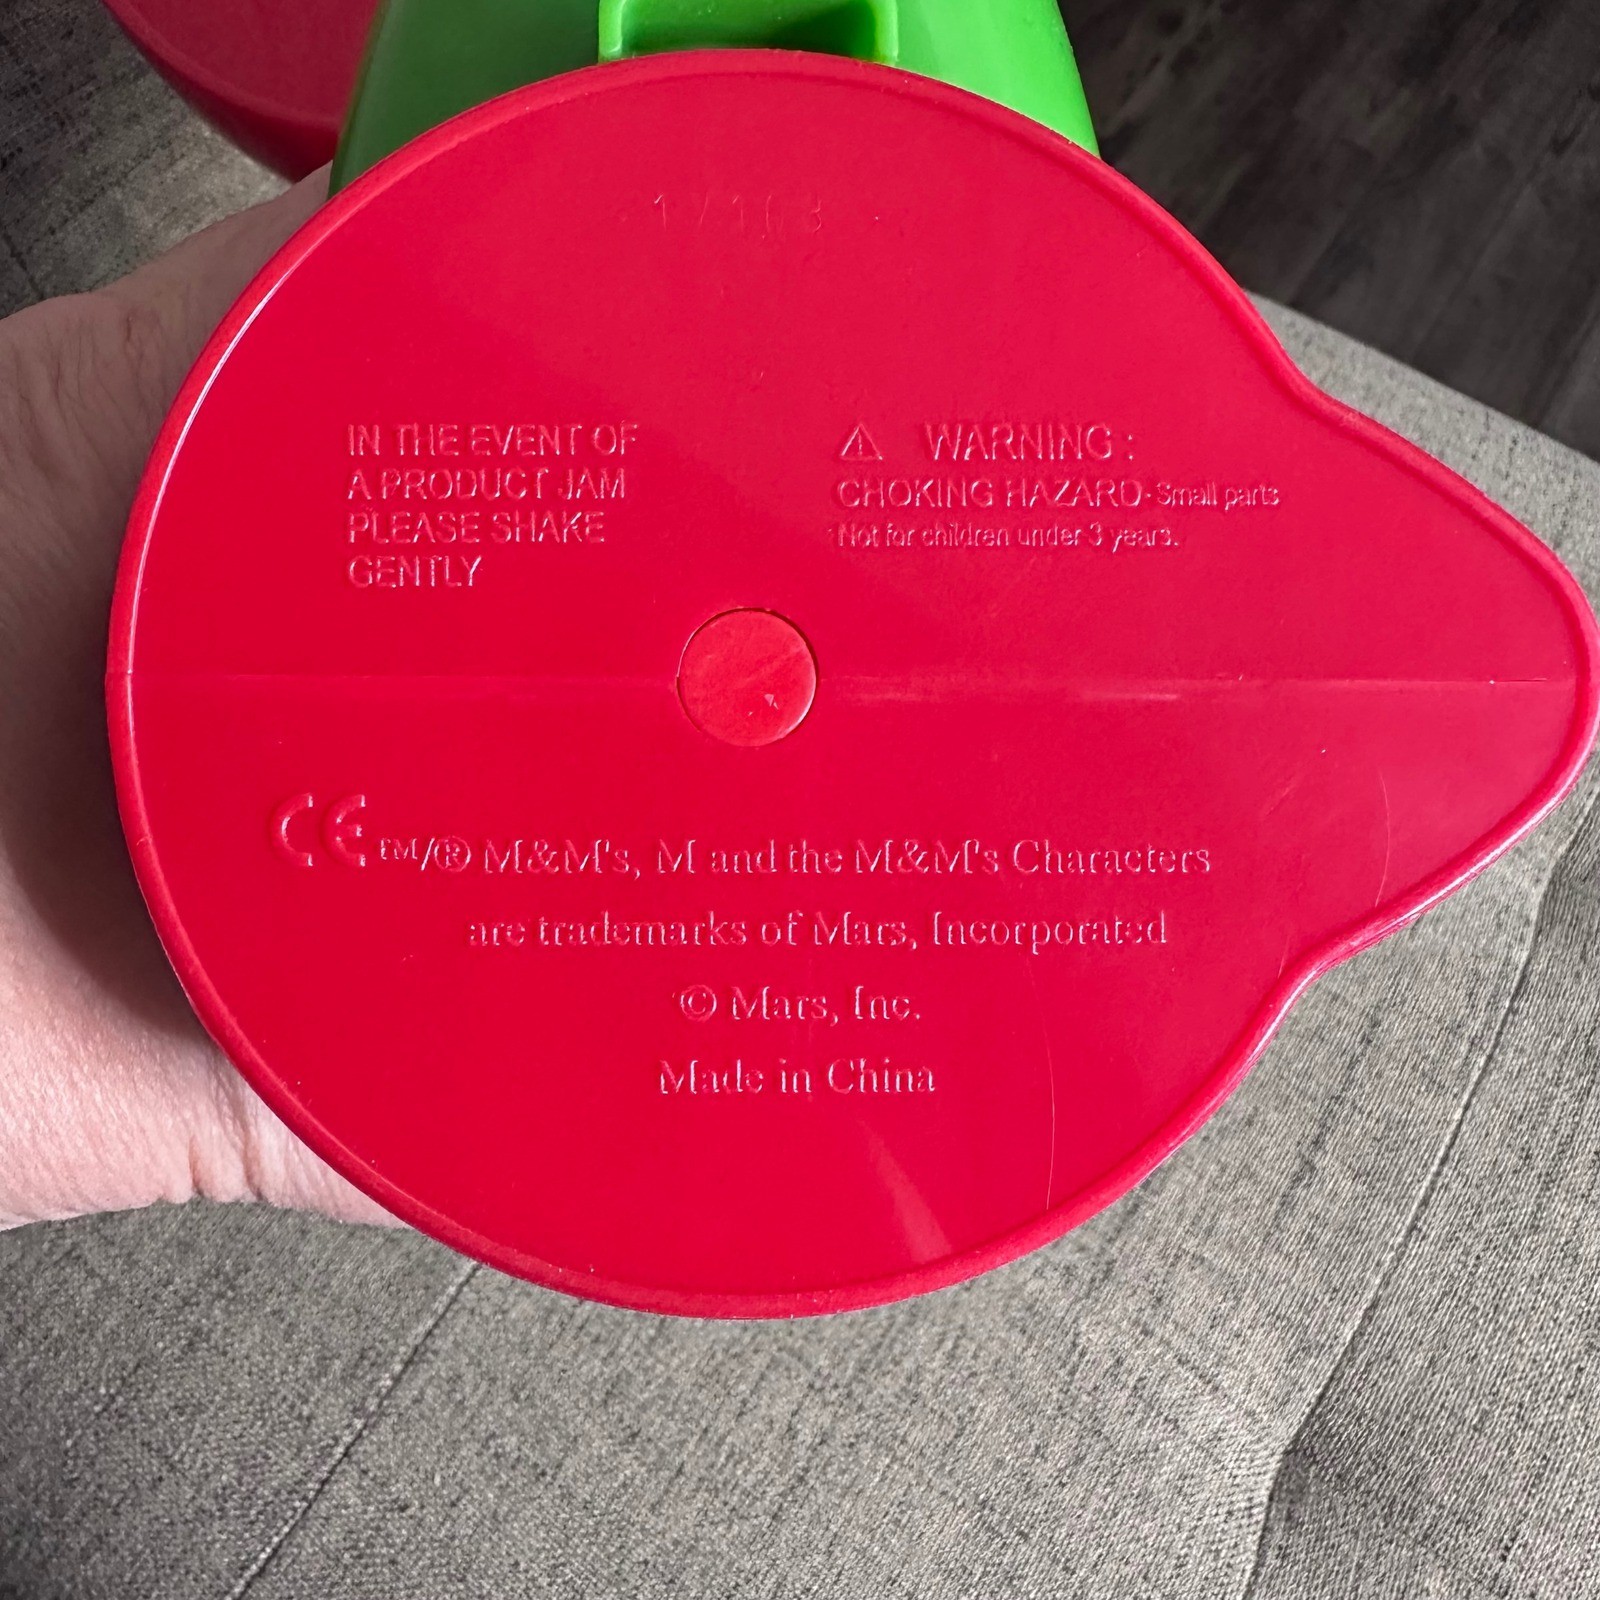 IN THE EVENT OF
A PRODUCT JAM
PLEASE SHAKE
GENTLY
⚠ WARNING :
CHOKING HAZARD-Small parts
Not for children under 3 years.
CE ™/® M&M's, M and the M&M's Characters
are trademarks of Mars, Incorporated
© Mars, Inc.
Made in China